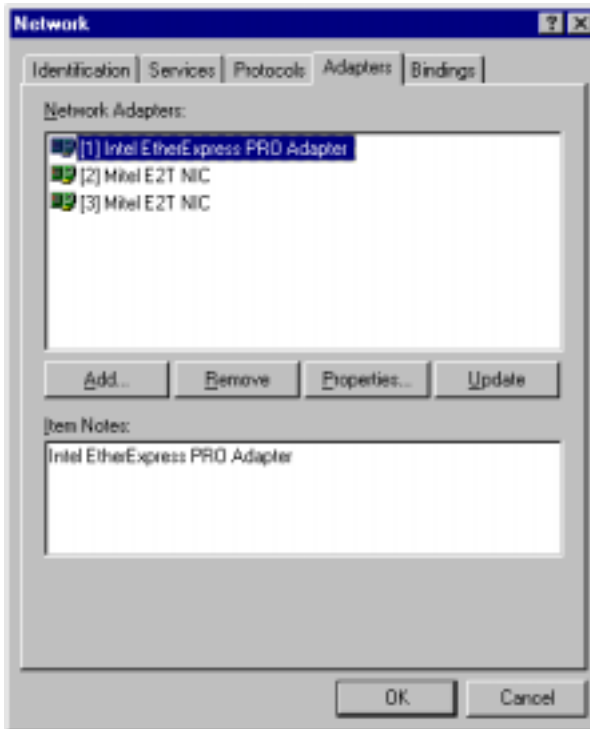 Network
Identification Services Protocols Adapters Bindings
Network Adapters:
[1] Intel EtherExpress PRO Adapter
[2] Mitel E2T NIC
[3] Mitel E2T NIC
Add... Remove Properties... Update
Item Notes:
Intel EtherExpress PRO Adapter
OK Cancel